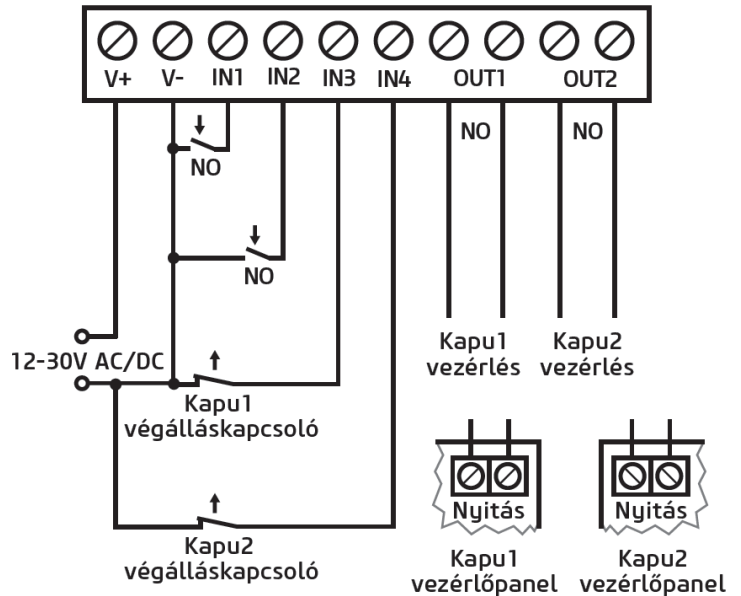 V+ V- IN1 IN2 IN3 IN4 OUT1 OUT2
NO NO
NO
NO
12-30V AC/DC
Kapu1
vezérlés
Kapu2
vezérlés
Kapu1
végálláskapcsoló
Kapu2
végálláskapcsoló
Nyitás
Kapu1
vezérlőpanel
Nyitás
Kapu2
vezérlőpanel